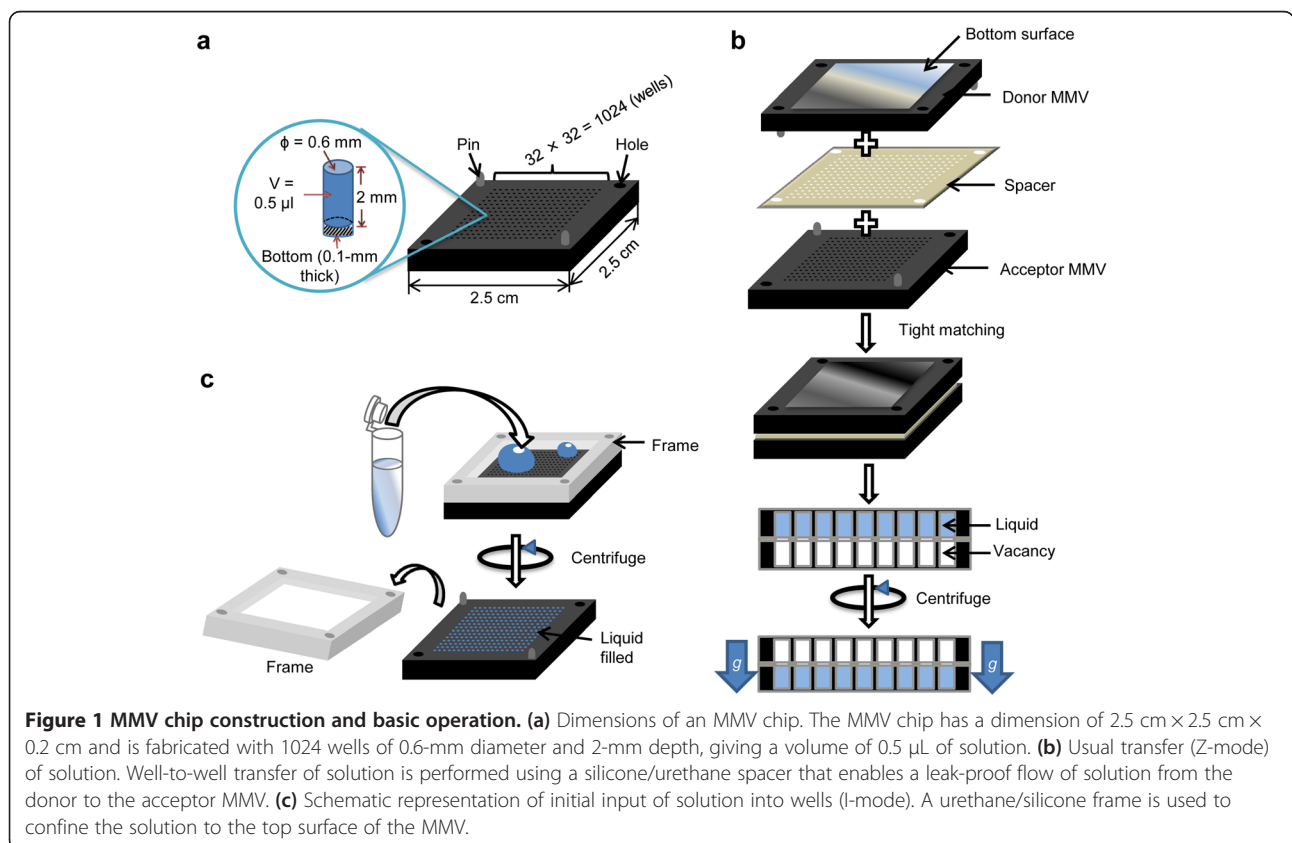 a
ϕ = 0.6 mm
V =
0.5 µl
2 mm
Bottom (0.1-mm
thick)
Pin
32 × 32 = 1024 (wells)
Hole
2.5 cm
2.5 cm
b
Bottom surface
Donor MMV
Spacer
Acceptor MMV
Tight matching
Liquid
Vacancy
Centrifuge
g
g
c
Frame
Centrifuge
Liquid
filled
Frame
Figure 1 MMV chip construction and basic operation. (a) Dimensions of an MMV chip. The MMV chip has a dimension of 2.5 cm × 2.5 cm ×
0.2 cm and is fabricated with 1024 wells of 0.6-mm diameter and 2-mm depth, giving a volume of 0.5 μL of solution. (b) Usual transfer (Z-mode)
of solution. Well-to-well transfer of solution is performed using a silicone/urethane spacer that enables a leak-proof flow of solution from the
donor to the acceptor MMV. (c) Schematic representation of initial input of solution into wells (I-mode). A urethane/silicone frame is used to
confine the solution to the top surface of the MMV.